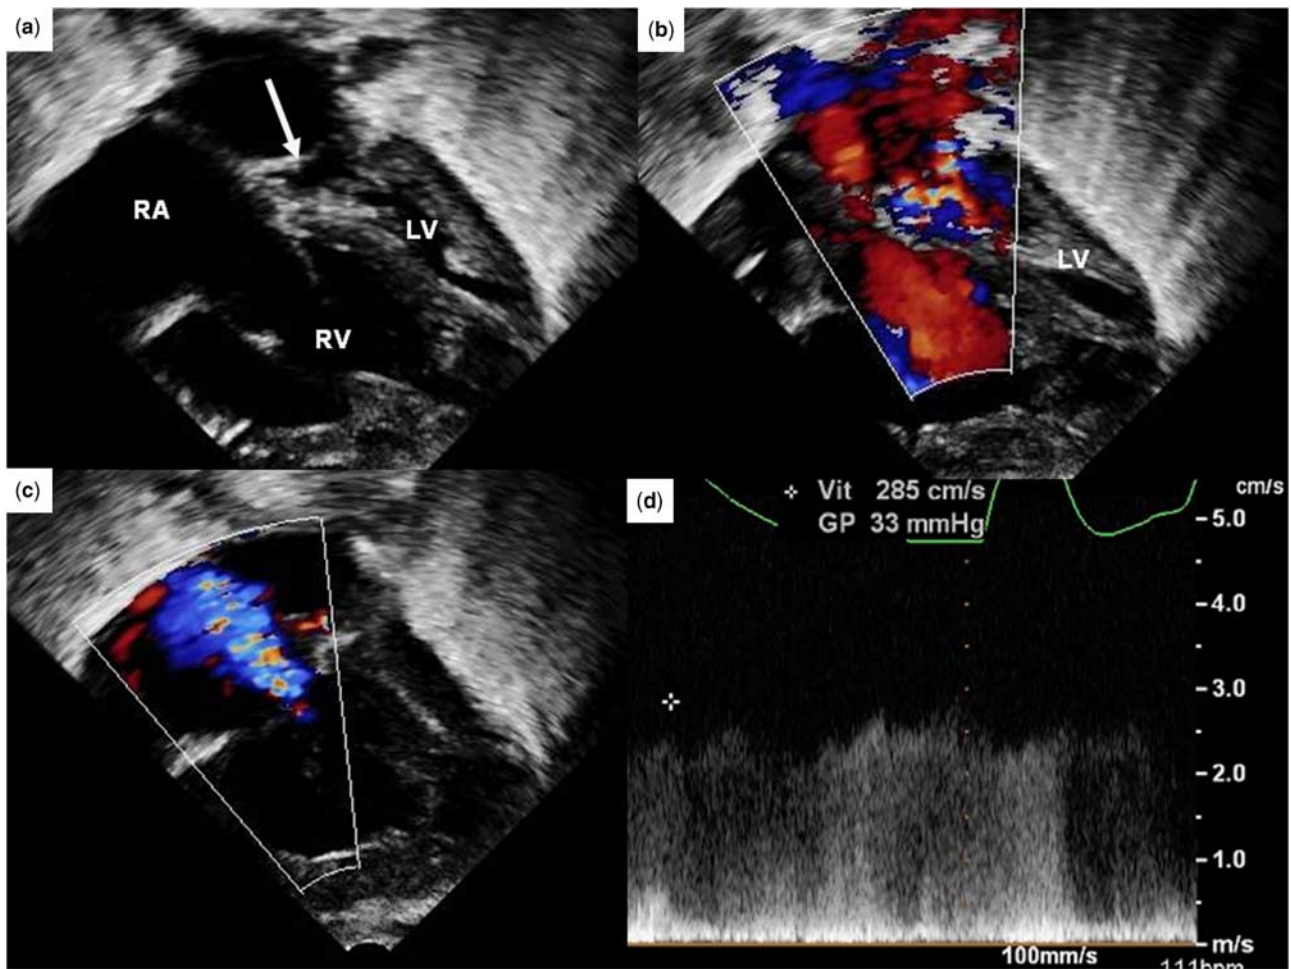 (a)
RA
LV
RV
(b)
LV
(c)
(d)
Vit 285 cm/s
GP 33 mmHg
cm/s
5.0
4.0
3.0
2.0
1.0
m/s
100mm/s
111bpm